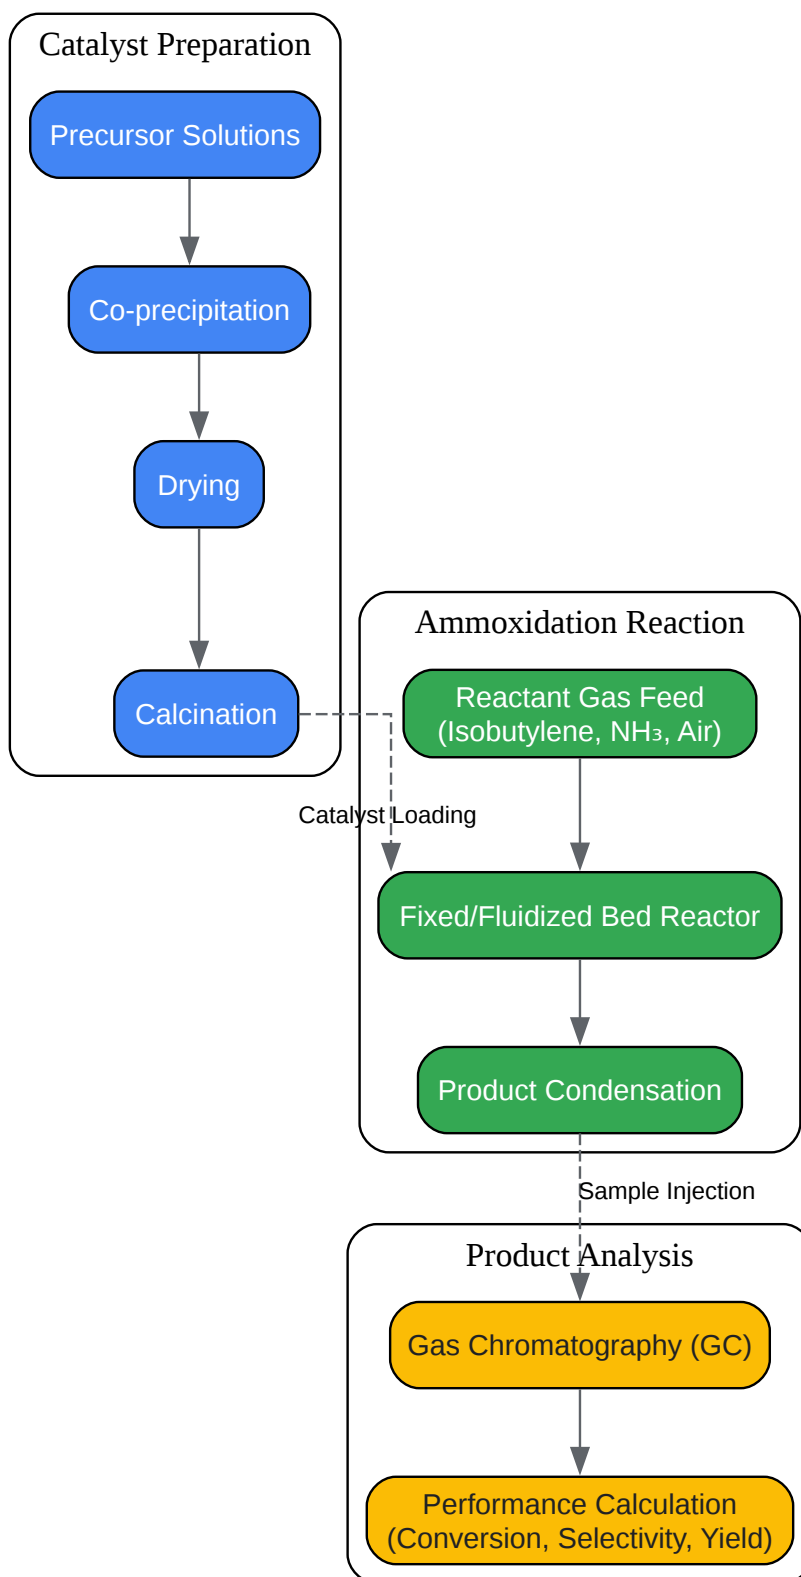 Catalyst Preparation
Precursor Solutions
Co-precipitation
Drying
Calcination
Catalyst Loading
Ammoxidation Reaction
Reactant Gas Feed
(Isobutylene, NH₃, Air)
Fixed/Fluidized Bed Reactor
Product Condensation
Sample Injection
Product Analysis
Gas Chromatography (GC)
Performance Calculation
(Conversion, Selectivity, Yield)